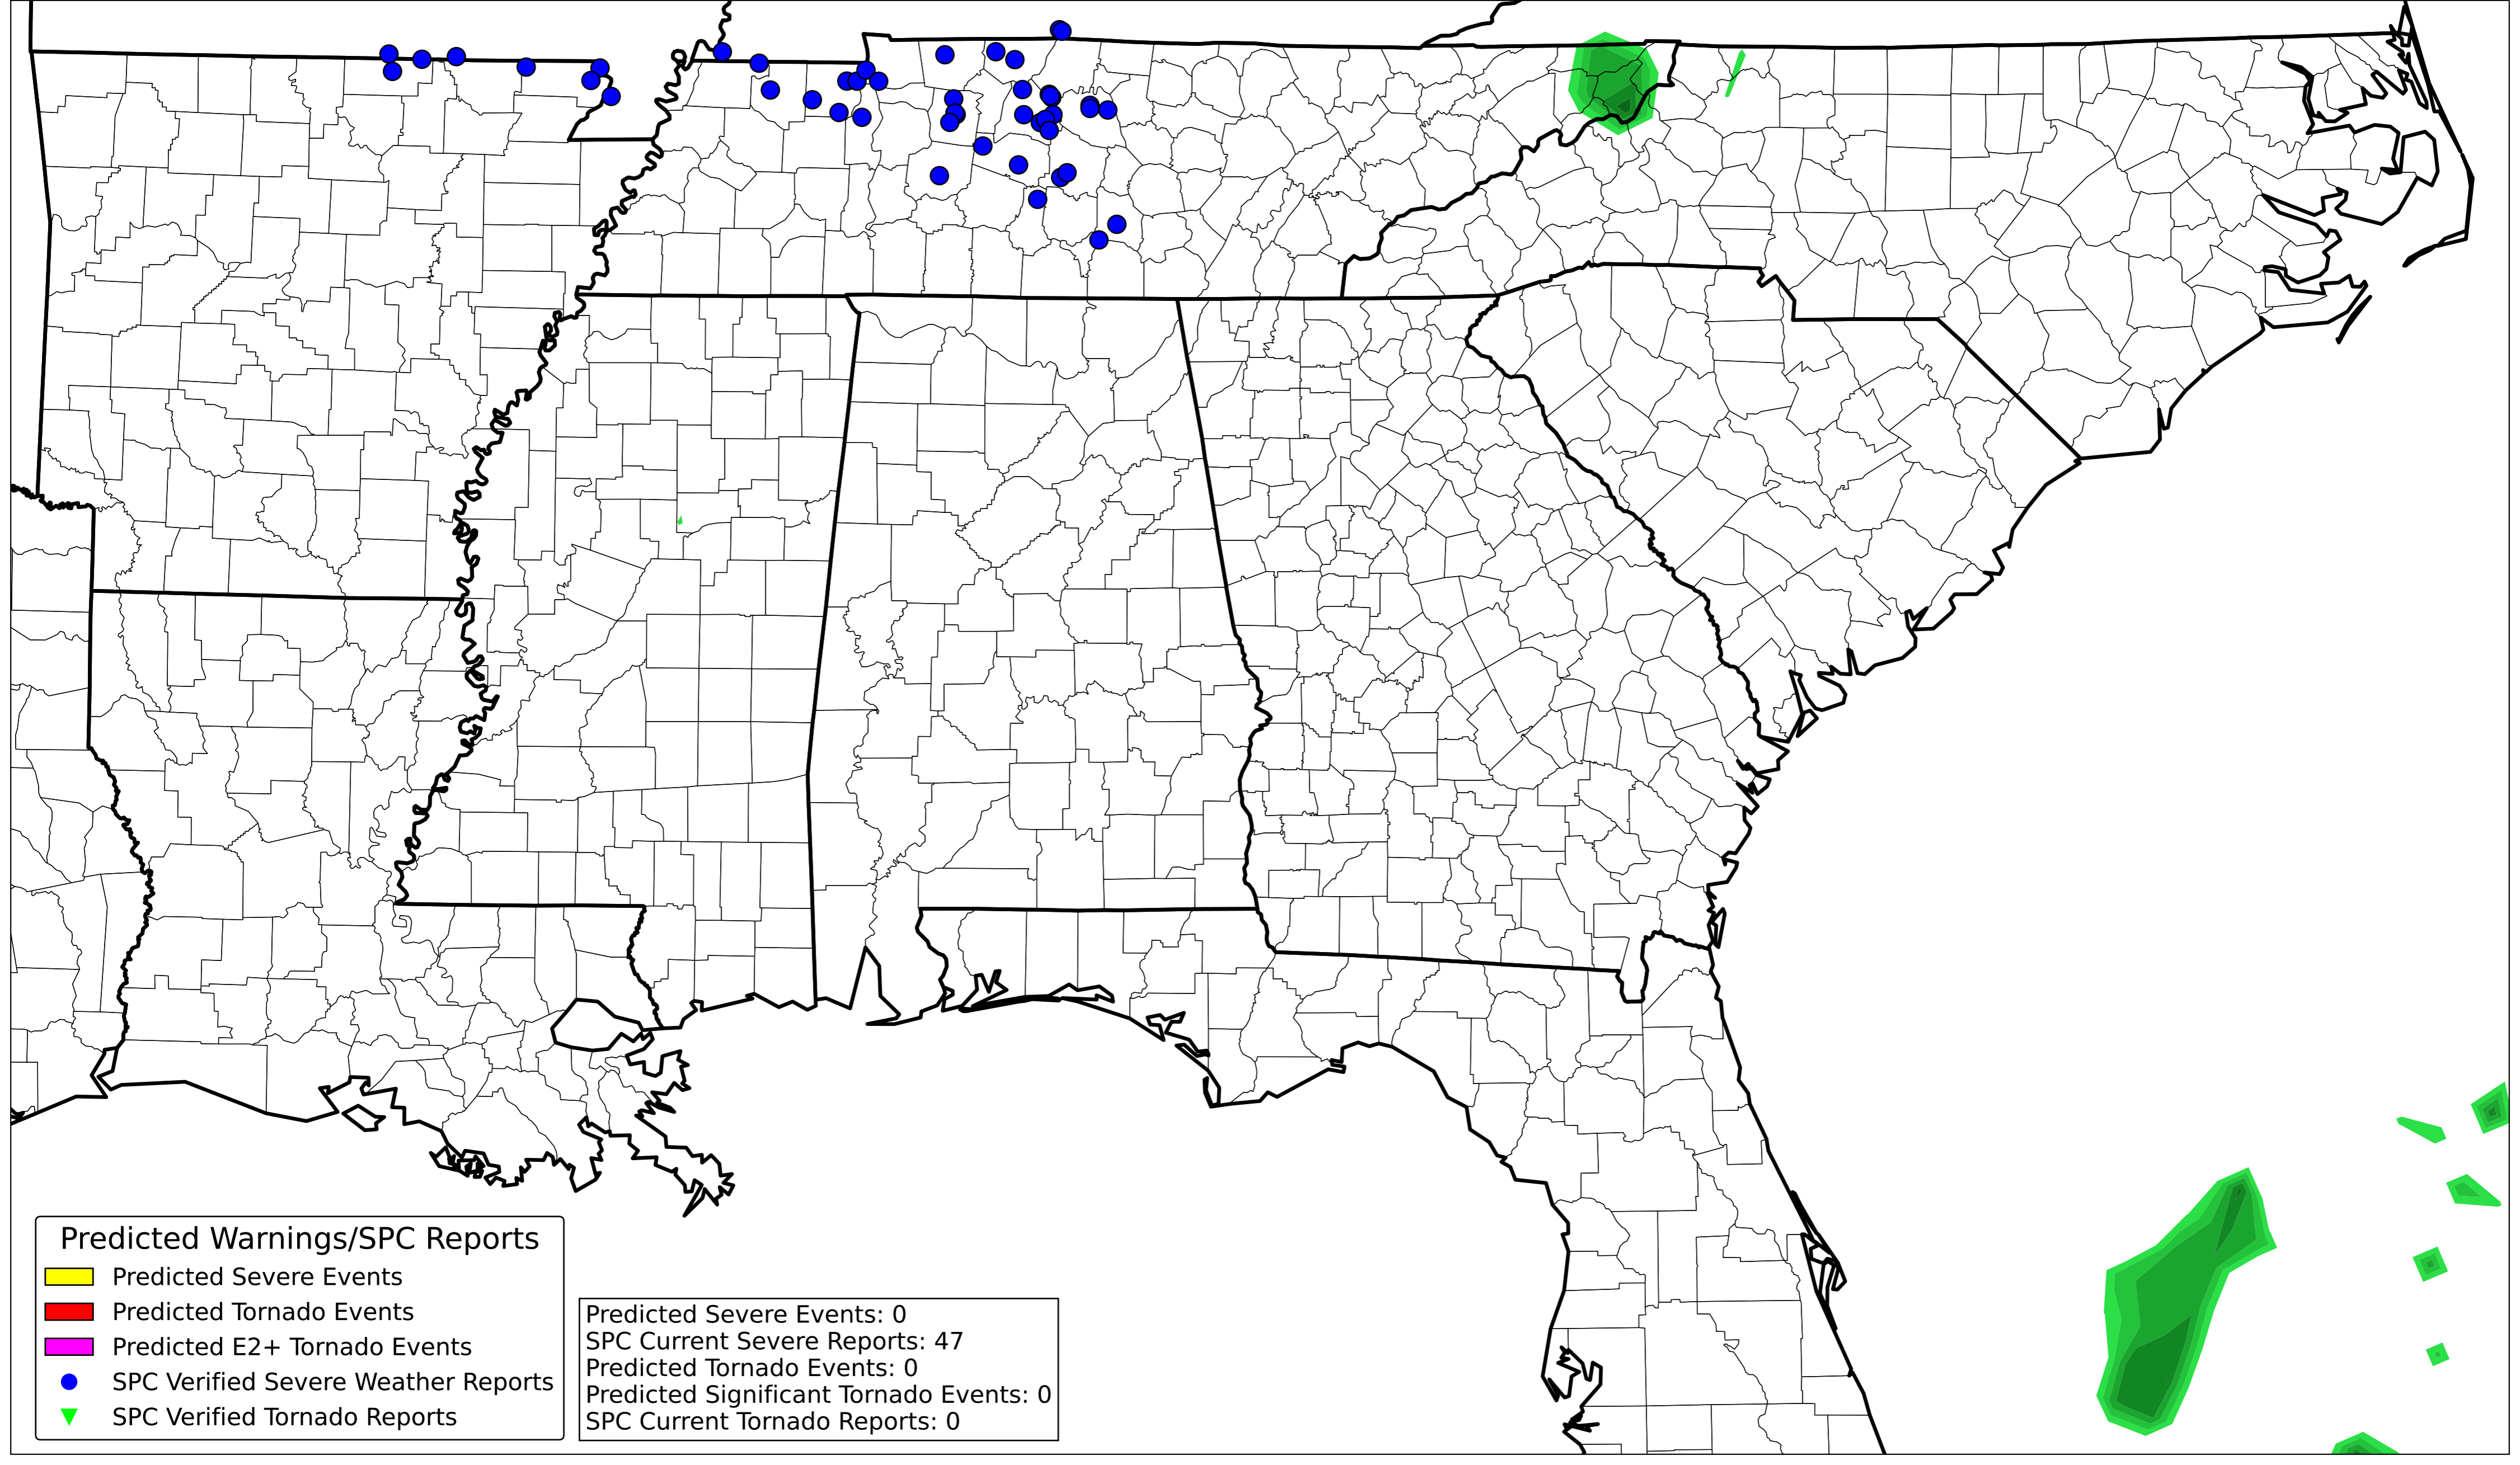 Predicted Warnings/SPC Reports
Predicted Severe Events
Predicted Tornado Events
Predicted E2+ Tornado Events
SPC Verified Severe Weather Reports
SPC Verified Tornado Reports
Predicted Severe Events: 0
SPC Current Severe Reports: 47
Predicted Tornado Events: 0
Predicted Significant Tornado Events: 0
SPC Current Tornado Reports: 0